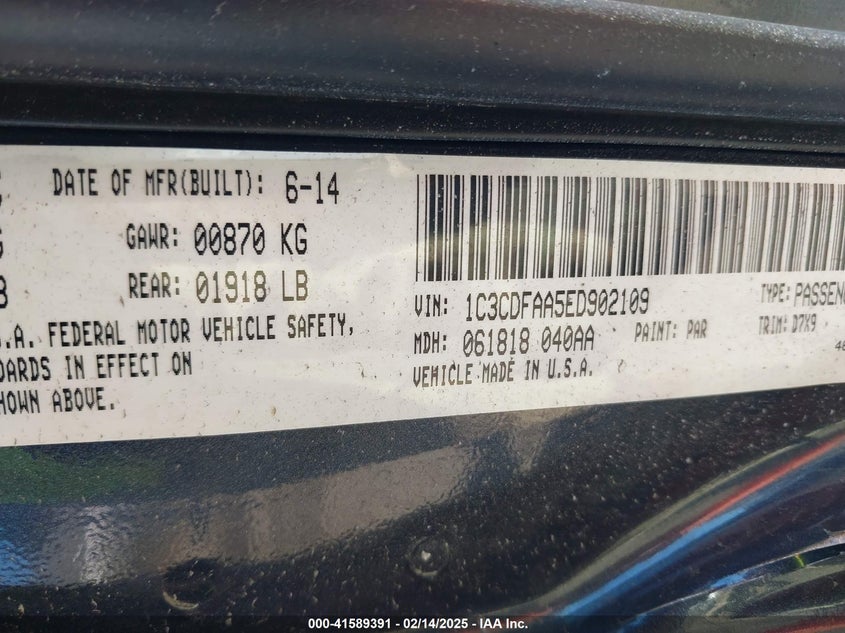 DATE OF MFR(BUILT): 6-14
GAWR: 00870 KG
REAR: 01918 LB
.A. FEDERAL MOTOR VEHICLE SAFETY,
DARDS IN EFFECT ON
HOWN ABOVE.
VIN: 1C3CDFAA5ED902109
TYPE: PASSEN
MDH: 061818 040AA
PAINT: PAR
TRIM: D7X9
VEHICLE MADE IN U.S.A.
000-41589391 - 02/14/2025 - IAA Inc.